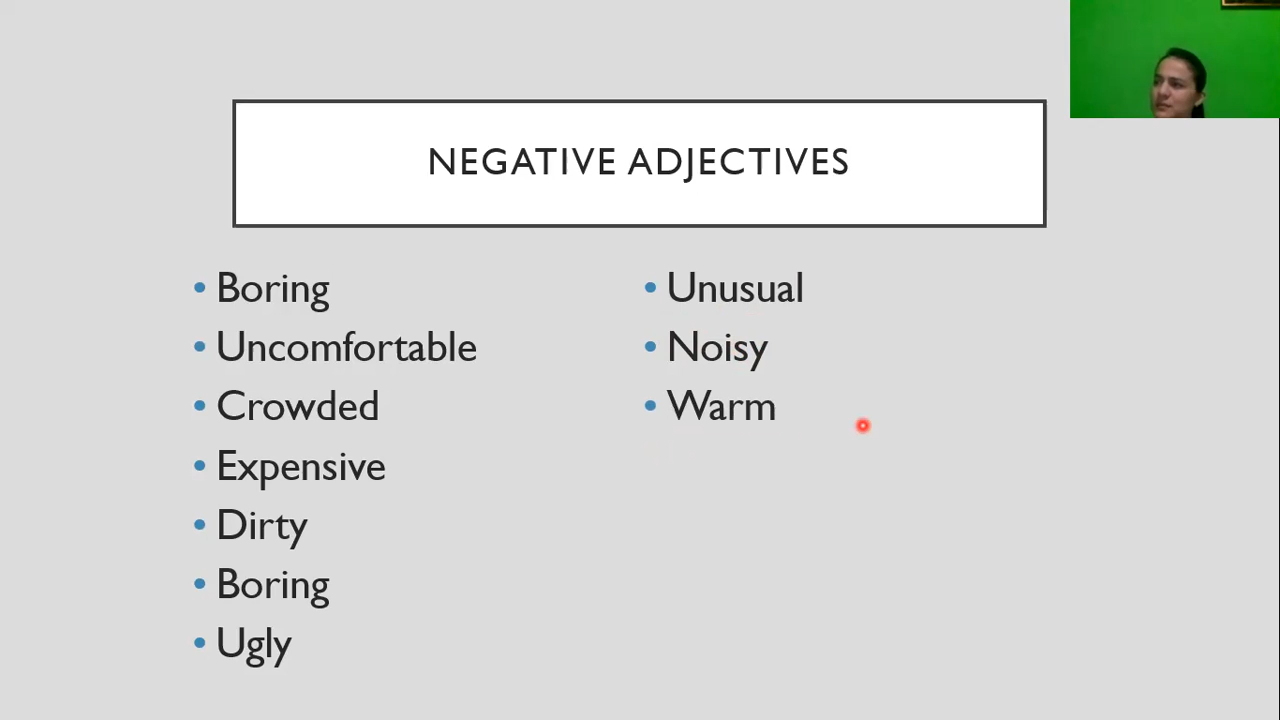 NEGATIVE ADJECTIVES
Boring
Uncomfortable
Crowded
Expensive
Dirty
Boring
Ugly
Unusual
Noisy
Warm